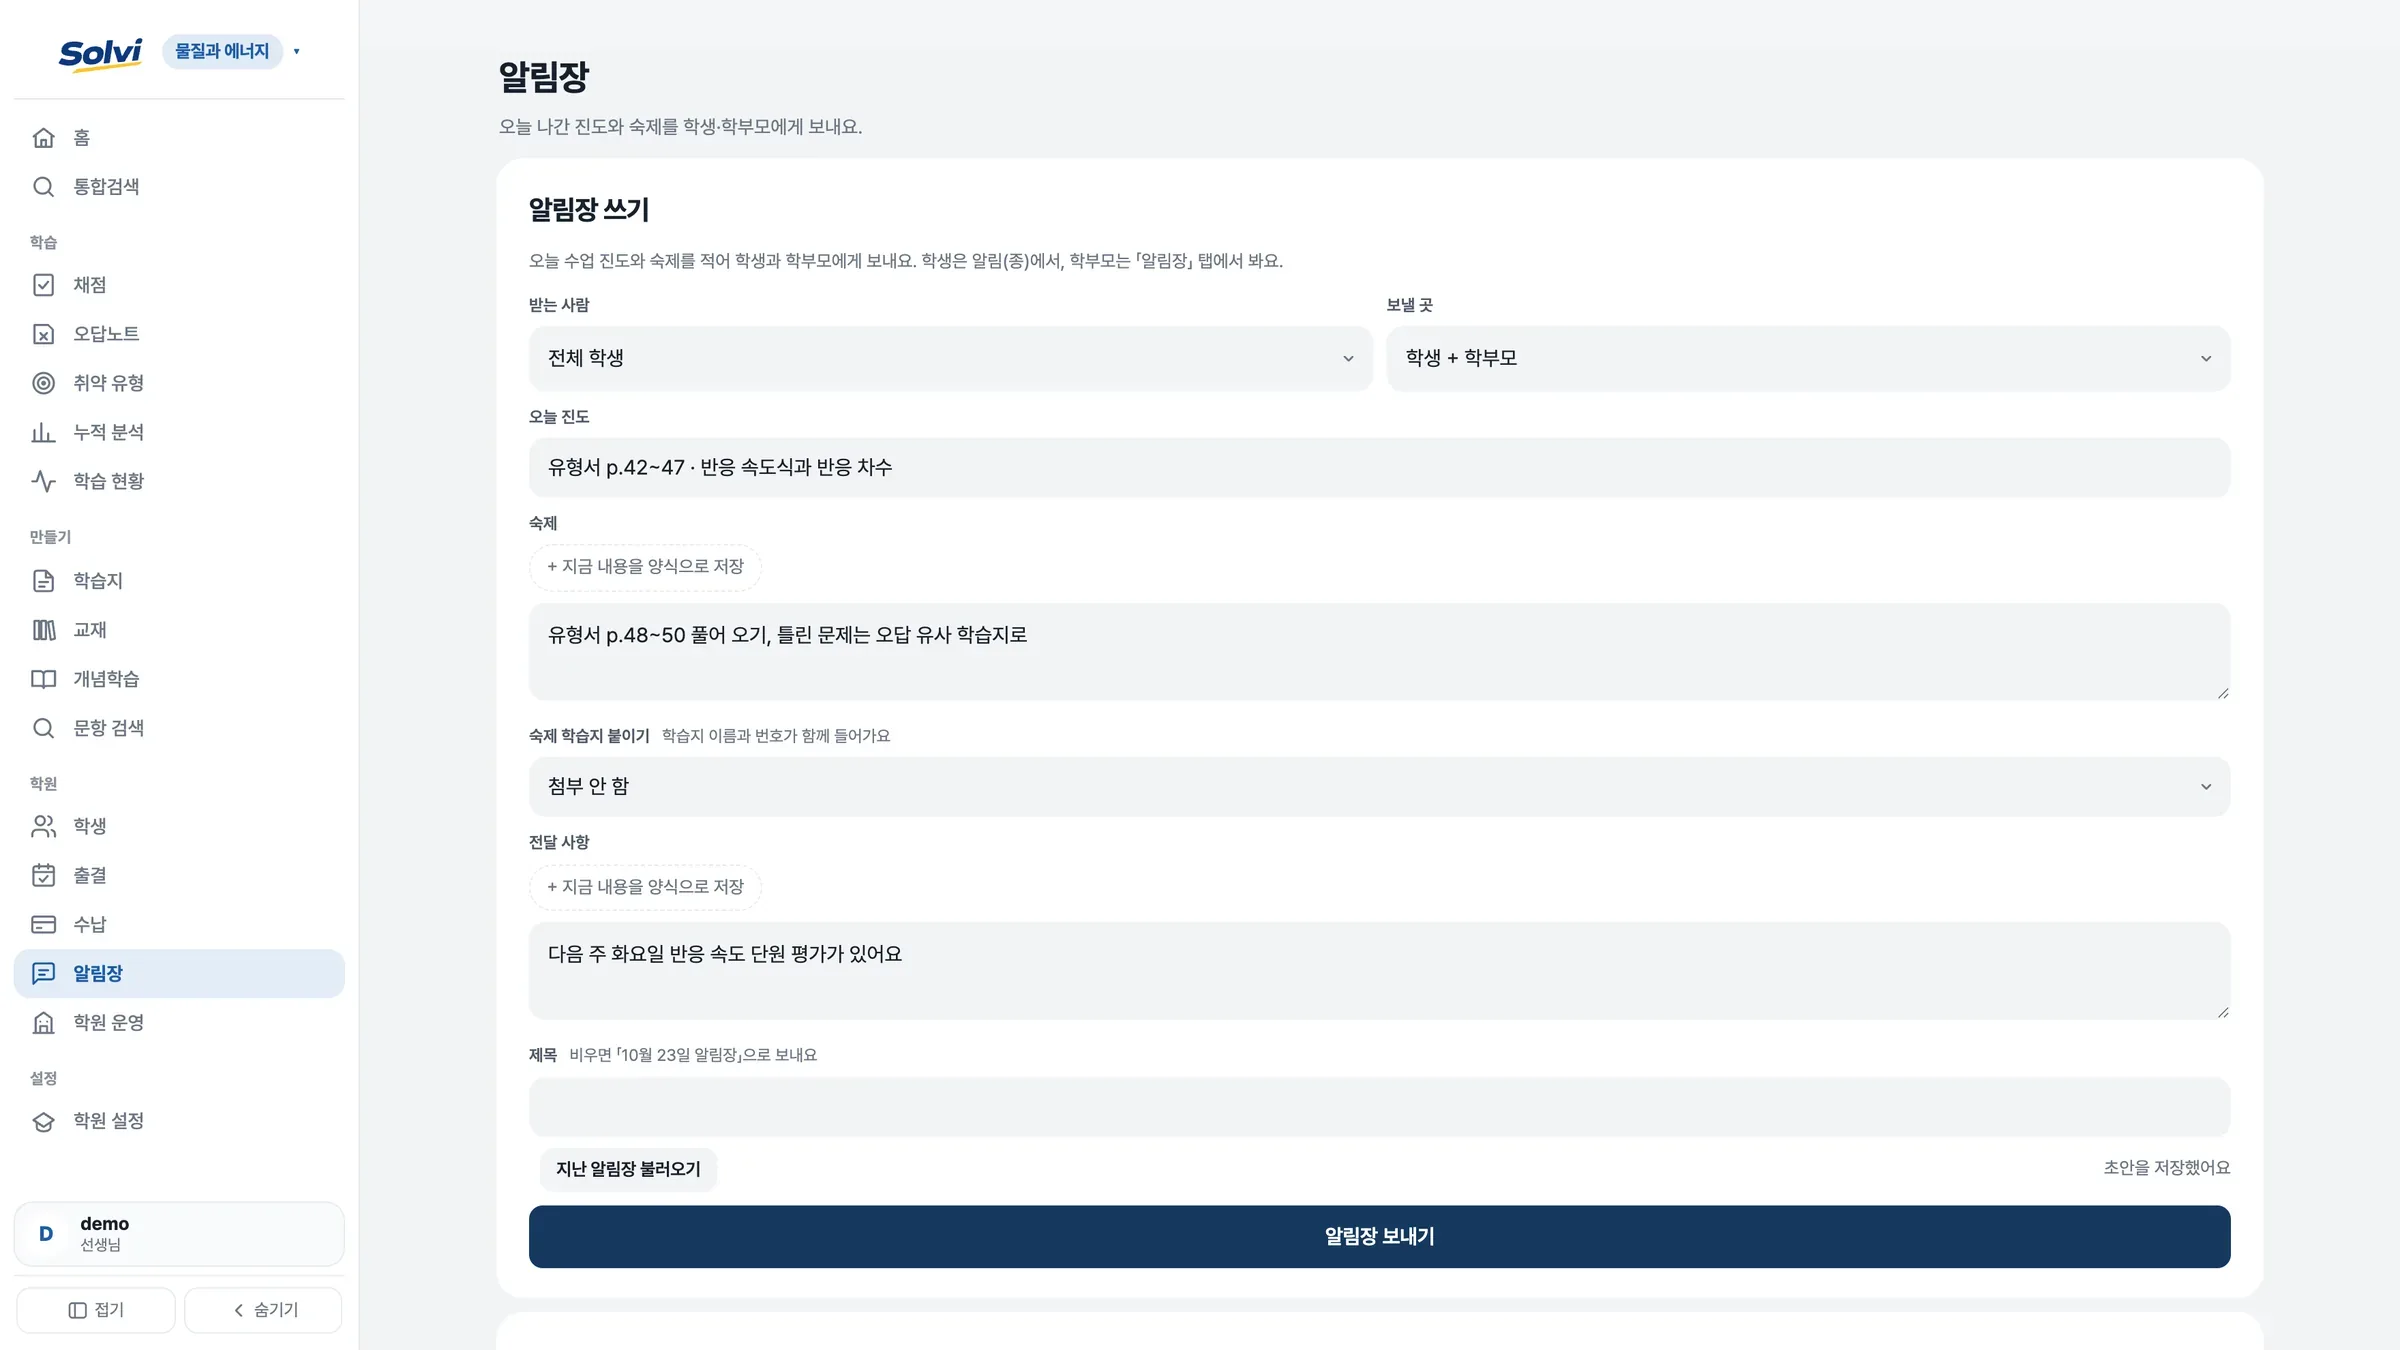 Solvi 물질과 에너지 ▾
홈
통합검색
학습
채점
오답노트
취약 유형
누적 분석
학습 현황
만들기
학습지
교재
개념학습
문항 검색
학원
학생
출결
수납
알림장
학원 운영
설정
학원 설정
D demo
선생님
접기 숨기기
알림장
오늘 나간 진도와 숙제를 학생·학부모에게 보내요.
알림장 쓰기
오늘 수업 진도와 숙제를 적어 학생과 학부모에게 보내요. 학생은 알림(종)에서, 학부모는 「알림장」 탭에서 봐요.
받는 사람 보낼 곳
전체 학생 학생 + 학부모
오늘 진도
유형서 p.42~47 · 반응 속도식과 반응 차수
숙제
+ 지금 내용을 양식으로 저장
유형서 p.48~50 풀어 오기, 틀린 문제는 오답 유사 학습지로
숙제 학습지 붙이기 학습지 이름과 번호가 함께 들어가요
첨부 안 함
전달 사항
+ 지금 내용을 양식으로 저장
다음 주 화요일 반응 속도 단원 평가가 있어요
제목 비우면 「10월 23일 알림장」으로 보내요
지난 알림장 불러오기 초안을 저장했어요
알림장 보내기